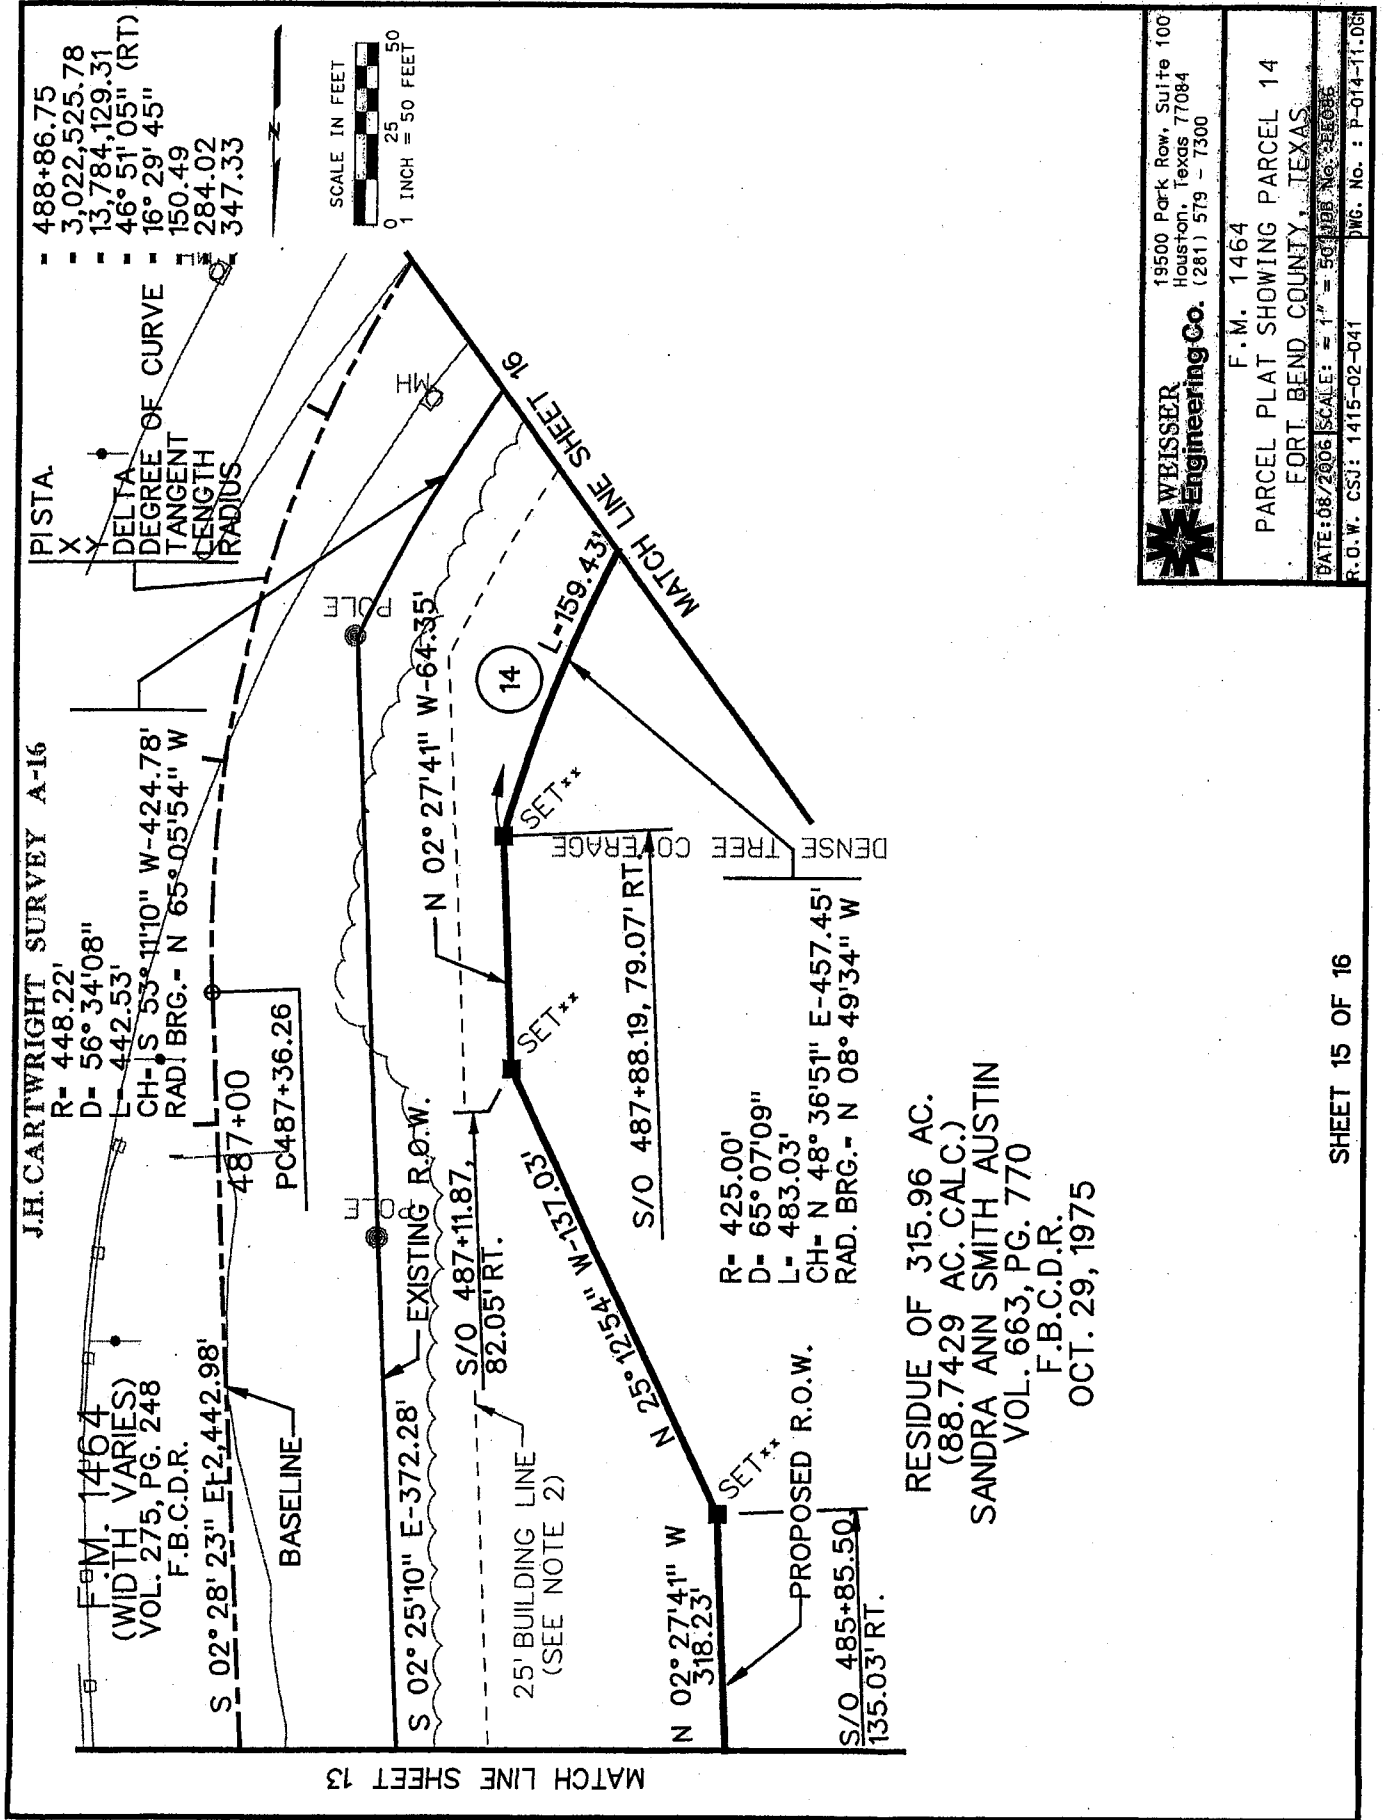 J.H.CARTWRIGHT SURVEY A-16
R= 448.22'
D= 56° 34'08"
L= 442.53'
CH= S 53°11'10" W-424.78'
RAD. BRG.= N 65°05'54" W
PI STA. = 488+86.75
X = 3,022,525.78
Y = 13,784,129.31
DELTA = 46° 51' 05" (RT)
DEGREE OF CURVE = 16° 29' 45"
TANGENT = 150.49
LENGTH = 284.02
RADIUS = 347.33
N
SCALE IN FEET
0 25 50
1 INCH = 50 FEET
F.M. 1464
(WIDTH VARIES)
VOL. 275, PG. 248
F.B.C.D.R.
S 02° 28' 23" E-2,442.98'
BASELINE
487+00
PC487+36.26
POLE
POLE
MH
S 02° 25'10" E-372.28'
EXISTING R.O.W.
S/O 487+11.87,
82.05' RT.
25' BUILDING LINE
(SEE NOTE 2)
N 02° 27'41" W-64.35'
14
L=159.43'
SET**
SET**
SET**
N 25° 12'54" W-137.03'
S/O 487+88.19, 79.07' RT.
DENSE TREE COVERAGE
MATCH LINE SHEET 16
MATCH LINE SHEET 13
N 02° 27'41" W
318.23'
PROPOSED R.O.W.
S/O 485+85.50,
135.03' RT.
R= 425.00'
D= 65° 07'09"
L= 483.03'
CH= N 48° 36'51" E-457.45'
RAD. BRG.= N 08° 49'34" W
RESIDUE OF 315.96 AC.
(88.7429 AC. CALC.)
SANDRA ANN SMITH AUSTIN
VOL. 663, PG. 770
F.B.C.D.R.
OCT. 29, 1975
SHEET 15 OF 16
WEISSER
Engineering Co.
19500 Park Row, Suite 100
Houston, Texas 77084
(281) 579 - 7300
F.M. 1464
PARCEL PLAT SHOWING PARCEL 14
FORT BEND COUNTY, TEXAS
DATE:08/2006 SCALE: = 1" = 50' JOB No.
R.O.W. CSJ: 1415-02-041 DWG. No. : P-014-11.DGN